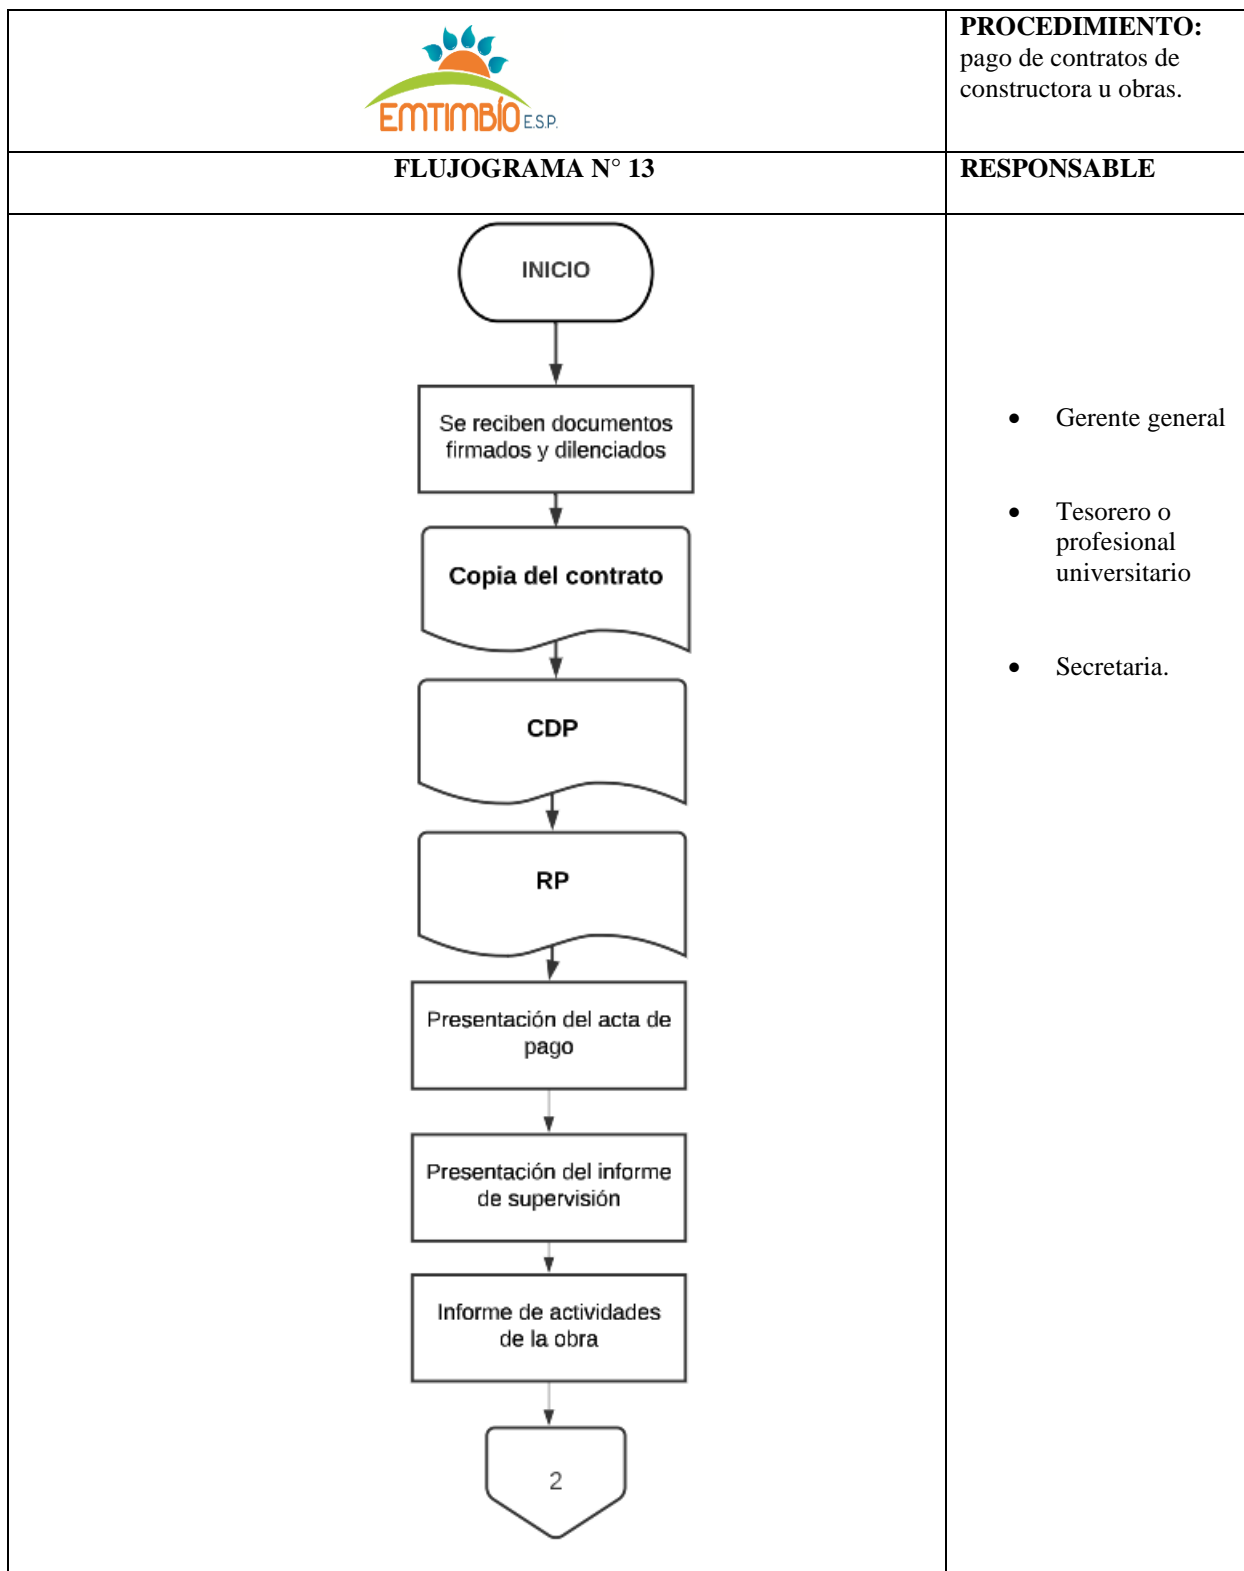 EMTIMBÍO E.S.P.
PROCEDIMIENTO:
pago de contratos de
constructora u obras.
FLUJOGRAMA N° 13
RESPONSABLE
INICIO
Se reciben documentos
firmados y dilenciados
Copia del contrato
CDP
RP
Presentación del acta de
pago
Presentación del informe
de supervisión
Informe de actividades
de la obra
2
• Gerente general
• Tesorero o
profesional
universitario
• Secretaria.